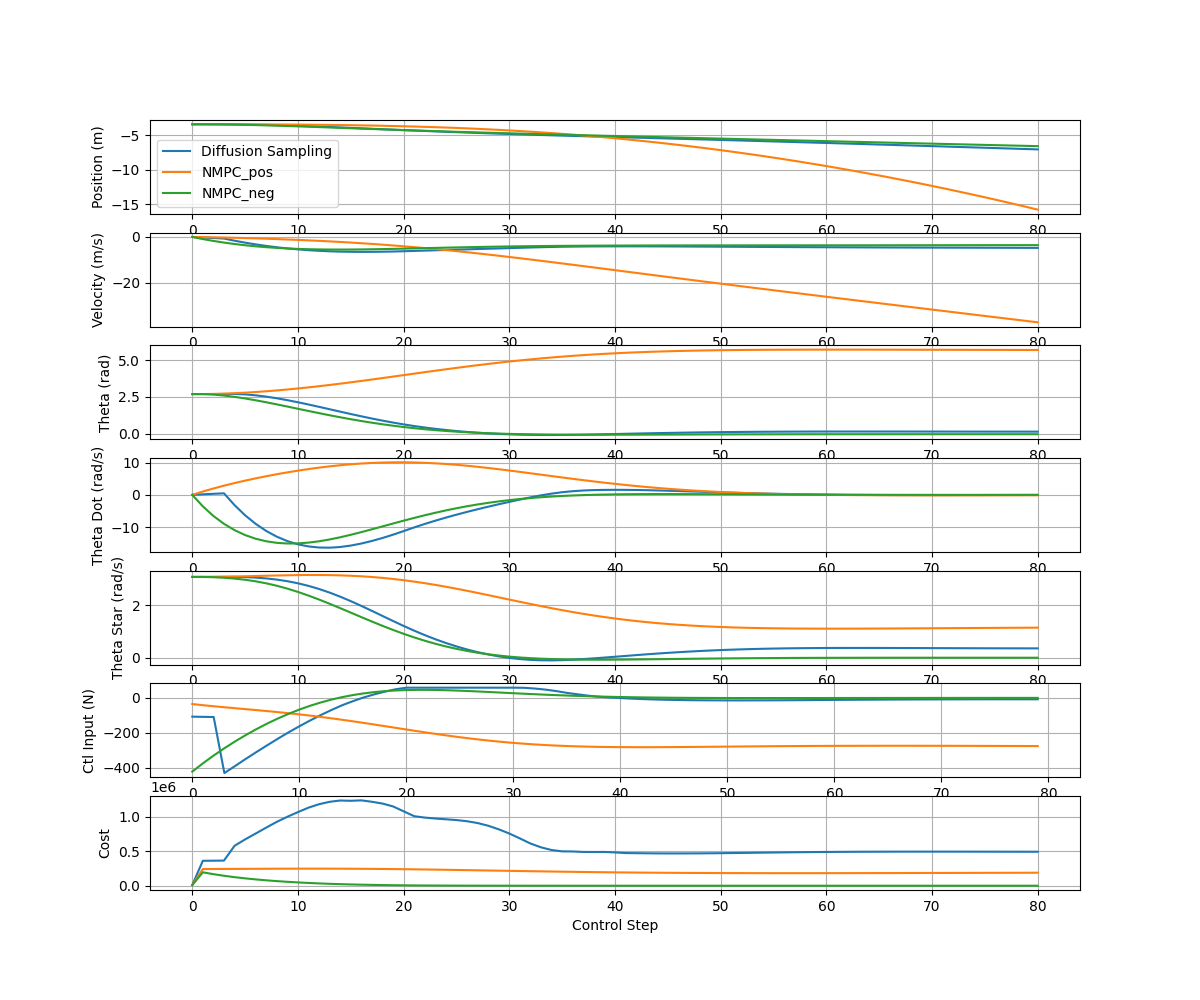 Position (m)
−5
−10
−15
Diffusion Sampling
NMPC_pos
NMPC_neg
0 10 20 30 40 50 60 70 80
Velocity (m/s)
0
−20
0 10 20 30 40 50 60 70 80
Theta (rad)
5.0
2.5
0.0
0 10 20 30 40 50 60 70 80
Theta Dot (rad/s)
10
0
−10
0 10 20 30 40 50 60 70 80
Theta Star (rad/s)
2
0
0 10 20 30 40 50 60 70 80
Ctl Input (N)
0
−200
−400
0 10 20 30 40 50 60 70 80
1e6
Cost
1.0
0.5
0.0
0 10 20 30 40 50 60 70 80
Control Step